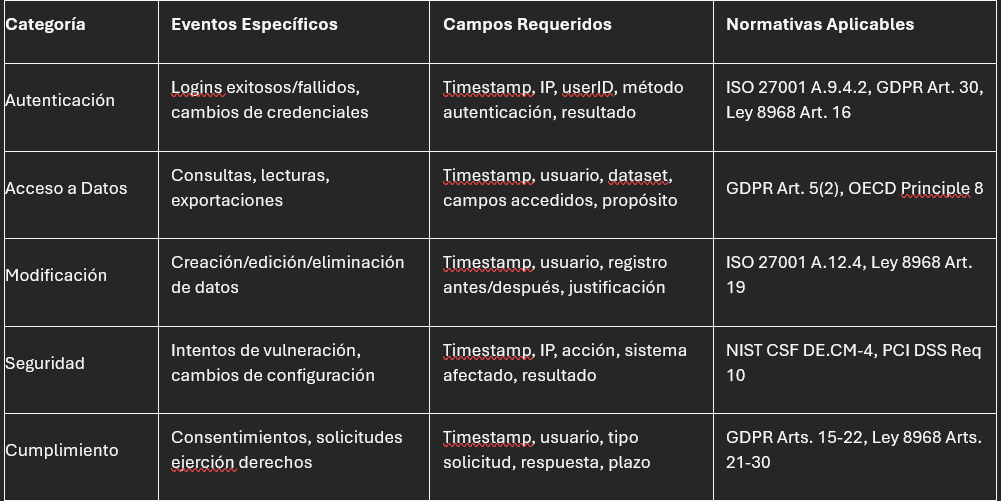 Categoría
Eventos Específicos
Campos Requeridos
Normativas Aplicables
Autenticación
Logins exitosos/fallidos,
cambios de credenciales
Timestamp, IP, userID, método
autenticación, resultado
ISO 27001 A.9.4.2, GDPR Art. 30,
Ley 8968 Art. 16
Acceso a Datos
Consultas, lecturas,
exportaciones
Timestamp, usuario, dataset,
campos accedidos, propósito
GDPR Art. 5(2), OECD Principle 8
Modificación
Creación/edición/eliminación
de datos
Timestamp, usuario, registro
antes/después, justificación
ISO 27001 A.12.4, Ley 8968 Art.
19
Seguridad
Intentos de vulneración,
cambios de configuración
Timestamp, IP, acción, sistema
afectado, resultado
NIST CSF DE.CM-4, PCI DSS Req
10
Cumplimiento
Consentimientos, solicitudes
ejerción derechos
Timestamp, usuario, tipo
solicitud, respuesta, plazo
GDPR Arts. 15-22, Ley 8968 Arts.
21-30